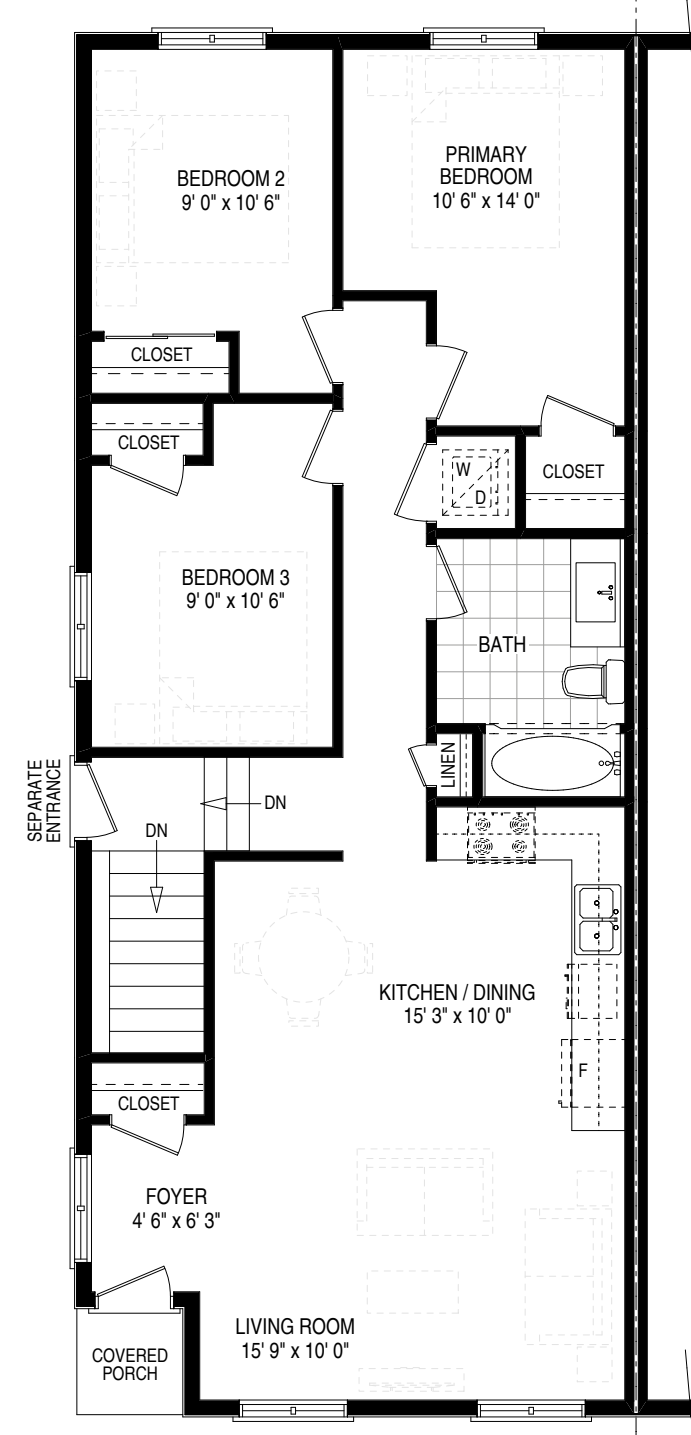 PRIMARY
BEDROOM
10' 6" x 14' 0"
BEDROOM 2
9' 0" x 10' 6"
CLOSET
CLOSET
W
D
CLOSET
BEDROOM 3
9' 0" x 10' 6"
BATH
LINEN
SEPARATE
ENTRANCE
DN
DN
KITCHEN / DINING
15' 3" x 10' 0"
F
CLOSET
FOYER
4' 6" x 6' 3"
LIVING ROOM
15' 9" x 10' 0"
COVERED
PORCH